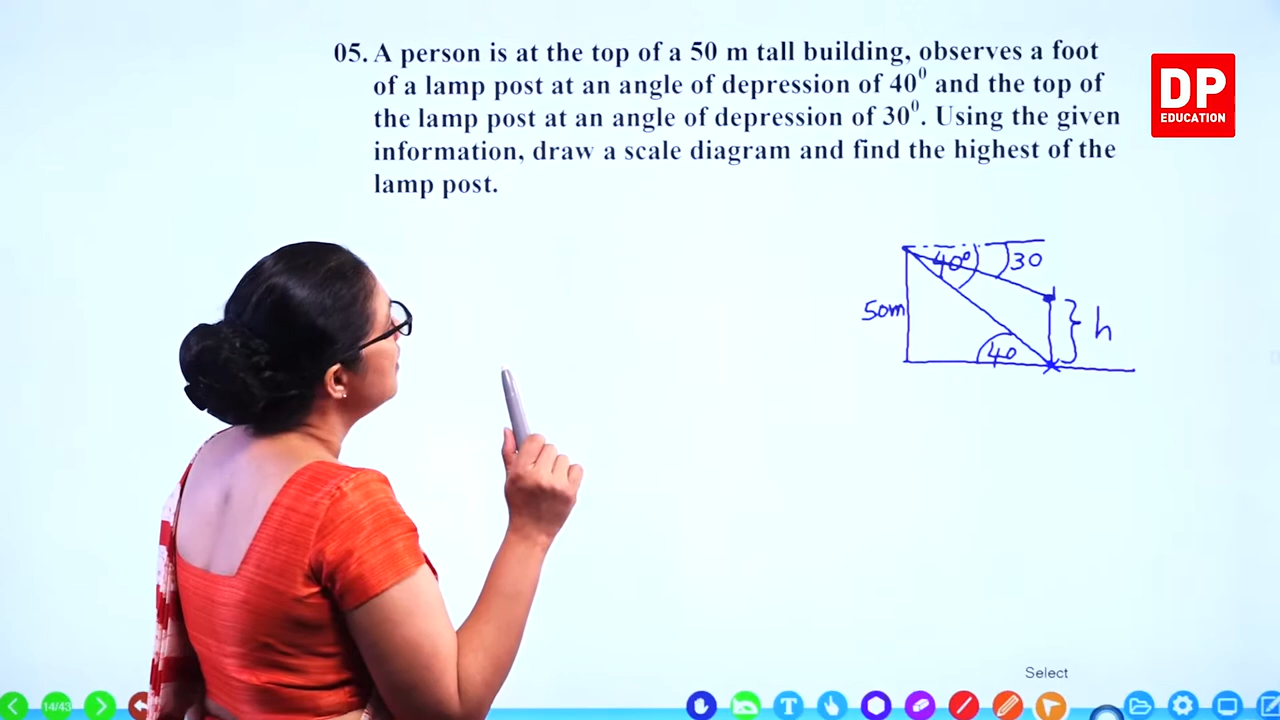 05. A person is at the top of a 50 m tall building, observes a foot
of a lamp post at an angle of depression of 40⁰ and the top of
the lamp post at an angle of depression of 30⁰. Using the given
information, draw a scale diagram and find the highest of the
lamp post.
DP
EDUCATION
40⁰
30
50m
h
40
Select
14/43
T